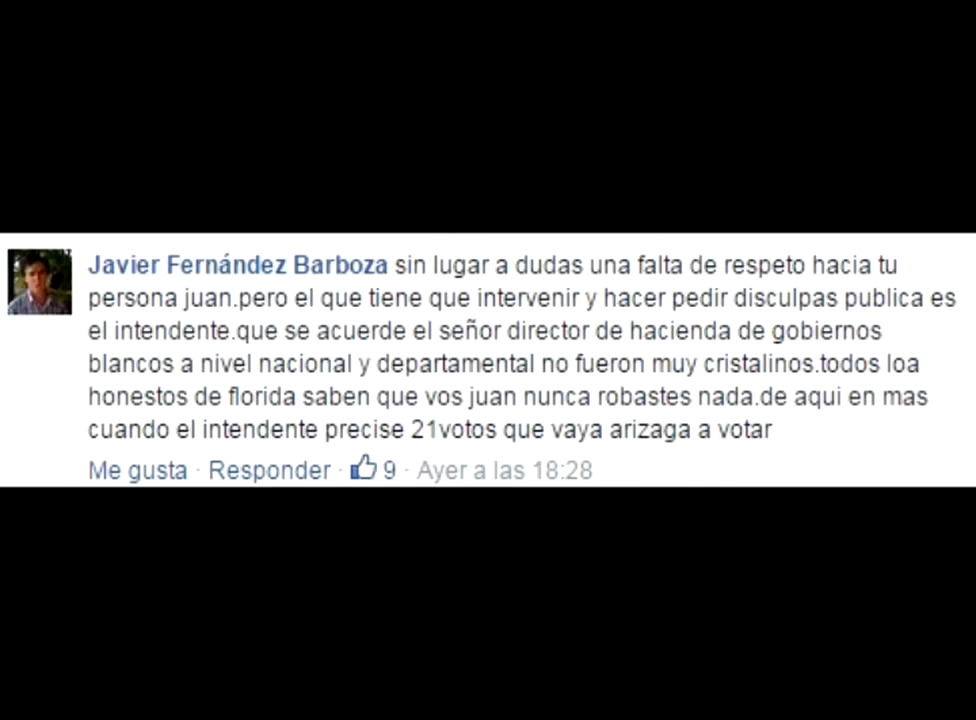 Javier Fernández Barboza sin lugar a dudas una falta de respeto hacia tu
persona juan.pero el que tiene que intervenir y hacer pedir disculpas publica es
el intendente.que se acuerde el señor director de hacienda de gobiernos
blancos a nivel nacional y departamental no fueron muy cristalinos.todos loa
honestos de florida saben que vos juan nunca robastes nada.de aqui en mas
cuando el intendente precise 21votos que vaya arizaga a votar
Me gusta · Responder · 9 · Ayer a las 18:28